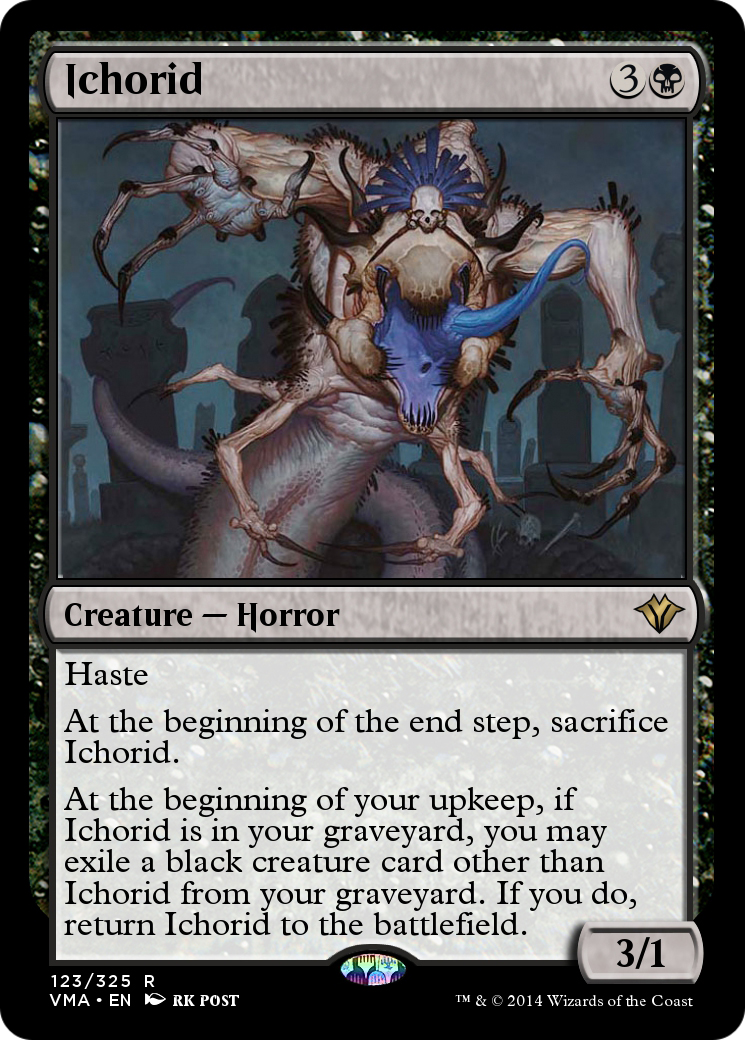 Ichorid 3
Creature — Horror
Haste
At the beginning of the end step, sacrifice
Ichorid.
At the beginning of your upkeep, if
Ichorid is in your graveyard, you may
exile a black creature card other than
Ichorid from your graveyard. If you do,
return Ichorid to the battlefield.
3/1
123/325 R
VMA • EN RK POST
™ & © 2014 Wizards of the Coast